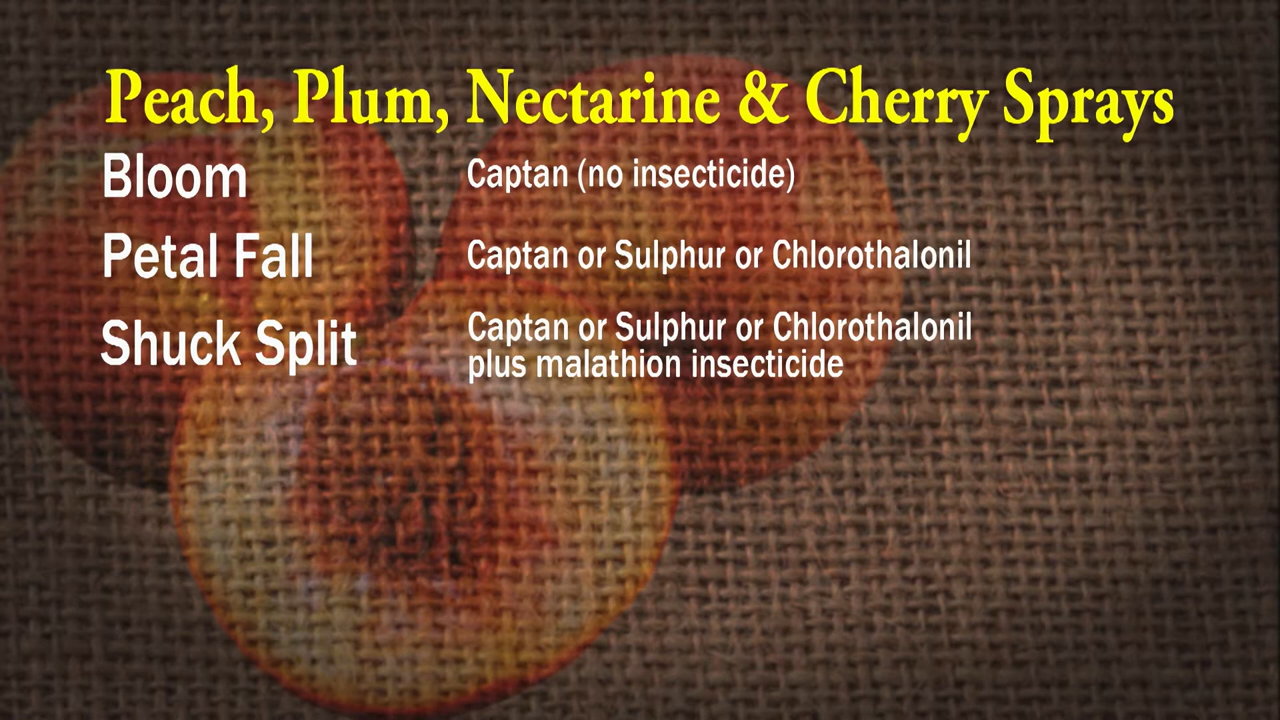 Peach, Plum, Nectarine & Cherry Sprays
Bloom Captan (no insecticide)
Petal Fall Captan or Sulphur or Chlorothalonil
Shuck Split Captan or Sulphur or Chlorothalonil
plus malathion insecticide